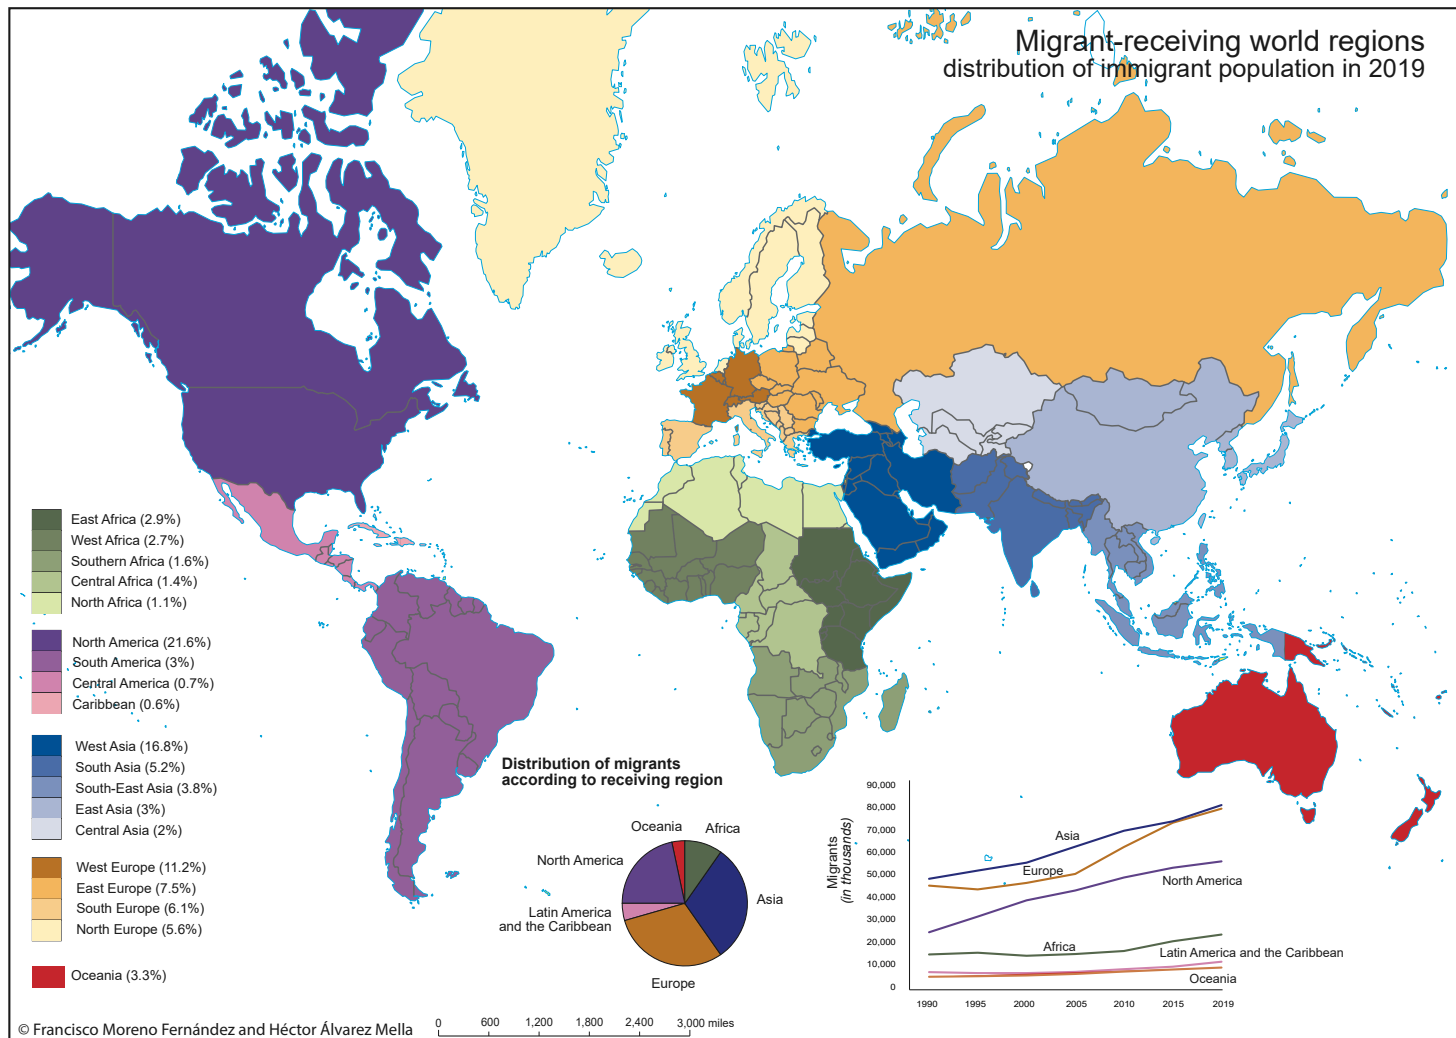 Migrant-receiving world regions
distribution of immigrant population in 2019
East Africa (2.9%)
West Africa (2.7%)
Southern Africa (1.6%)
Central Africa (1.4%)
North Africa (1.1%)
North America (21.6%)
South America (3%)
Central America (0.7%)
Caribbean (0.6%)
West Asia (16.8%)
South Asia (5.2%)
South-East Asia (3.8%)
East Asia (3%)
Central Asia (2%)
West Europe (11.2%)
East Europe (7.5%)
South Europe (6.1%)
North Europe (5.6%)
Oceania (3.3%)
Distribution of migrants
according to receiving region
Oceania
Africa
North America
Asia
Latin America
and the Caribbean
Europe
Migrants
(in thousands)
90,000
80,000
70,000
60,000
50,000
40,000
30,000
20,000
10,000
0
Asia
Europe
North America
Africa
Latin America and the Caribbean
Oceania
1990 1995 2000 2005 2010 2015 2019
© Francisco Moreno Fernández and Héctor Álvarez Mella
0 600 1,200 1,800 2,400 3,000 miles